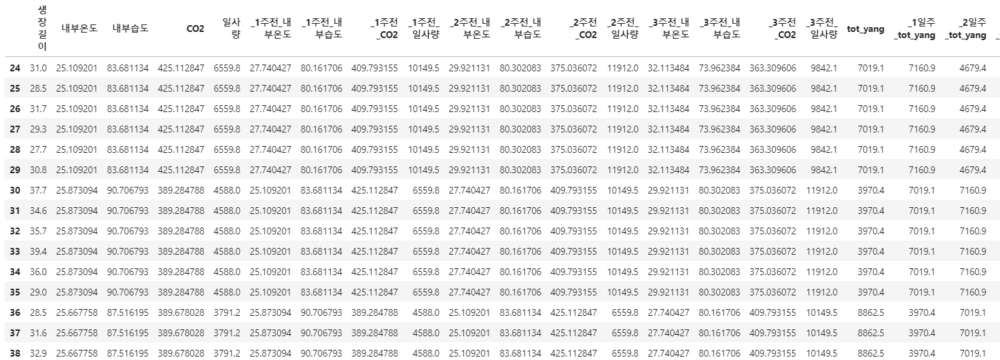 생장길이 내부온도 내부습도 CO2 일사량 _1주전_내부온도 _1주전_내부습도 _1주전_CO2 _1주전_일사량 _2주전_내부온도 _2주전_내부습도 _2주전_CO2 _2주전_일사량 _3주전_내부온도 _3주전_내부습도 _3주전_CO2 _3주전_일사량 tot_yang _1일주_tot_yang _2일주_tot_yang
24 31.0 25.109201 83.681134 425.112847 6559.8 27.740427 80.161706 409.793155 10149.5 29.921131 80.302083 375.036072 11912.0 32.113484 73.962384 363.309606 9842.1 7019.1 7160.9 4679.4
25 28.5 25.109201 83.681134 425.112847 6559.8 27.740427 80.161706 409.793155 10149.5 29.921131 80.302083 375.036072 11912.0 32.113484 73.962384 363.309606 9842.1 7019.1 7160.9 4679.4
26 31.7 25.109201 83.681134 425.112847 6559.8 27.740427 80.161706 409.793155 10149.5 29.921131 80.302083 375.036072 11912.0 32.113484 73.962384 363.309606 9842.1 7019.1 7160.9 4679.4
27 29.3 25.109201 83.681134 425.112847 6559.8 27.740427 80.161706 409.793155 10149.5 29.921131 80.302083 375.036072 11912.0 32.113484 73.962384 363.309606 9842.1 7019.1 7160.9 4679.4
28 27.7 25.109201 83.681134 425.112847 6559.8 27.740427 80.161706 409.793155 10149.5 29.921131 80.302083 375.036072 11912.0 32.113484 73.962384 363.309606 9842.1 7019.1 7160.9 4679.4
29 30.8 25.109201 83.681134 425.112847 6559.8 27.740427 80.161706 409.793155 10149.5 29.921131 80.302083 375.036072 11912.0 32.113484 73.962384 363.309606 9842.1 7019.1 7160.9 4679.4
30 37.7 25.873094 90.706793 389.284788 4588.0 25.109201 83.681134 425.112847 6559.8 27.740427 80.161706 409.793155 10149.5 29.921131 80.302083 375.036072 11912.0 3970.4 7019.1 7160.9
31 34.6 25.873094 90.706793 389.284788 4588.0 25.109201 83.681134 425.112847 6559.8 27.740427 80.161706 409.793155 10149.5 29.921131 80.302083 375.036072 11912.0 3970.4 7019.1 7160.9
32 35.7 25.873094 90.706793 389.284788 4588.0 25.109201 83.681134 425.112847 6559.8 27.740427 80.161706 409.793155 10149.5 29.921131 80.302083 375.036072 11912.0 3970.4 7019.1 7160.9
33 39.4 25.873094 90.706793 389.284788 4588.0 25.109201 83.681134 425.112847 6559.8 27.740427 80.161706 409.793155 10149.5 29.921131 80.302083 375.036072 11912.0 3970.4 7019.1 7160.9
34 36.0 25.873094 90.706793 389.284788 4588.0 25.109201 83.681134 425.112847 6559.8 27.740427 80.161706 409.793155 10149.5 29.921131 80.302083 375.036072 11912.0 3970.4 7019.1 7160.9
35 29.0 25.873094 90.706793 389.284788 4588.0 25.109201 83.681134 425.112847 6559.8 27.740427 80.161706 409.793155 10149.5 29.921131 80.302083 375.036072 11912.0 3970.4 7019.1 7160.9
36 28.5 25.667758 87.516195 389.678028 3791.2 25.873094 90.706793 389.284788 4588.0 25.109201 83.681134 425.112847 6559.8 27.740427 80.161706 409.793155 10149.5 8862.5 3970.4 7019.1
37 31.6 25.667758 87.516195 389.678028 3791.2 25.873094 90.706793 389.284788 4588.0 25.109201 83.681134 425.112847 6559.8 27.740427 80.161706 409.793155 10149.5 8862.5 3970.4 7019.1
38 32.9 25.667758 87.516195 389.678028 3791.2 25.873094 90.706793 389.284788 4588.0 25.109201 83.681134 425.112847 6559.8 27.740427 80.161706 409.793155 10149.5 8862.5 3970.4 7019.1